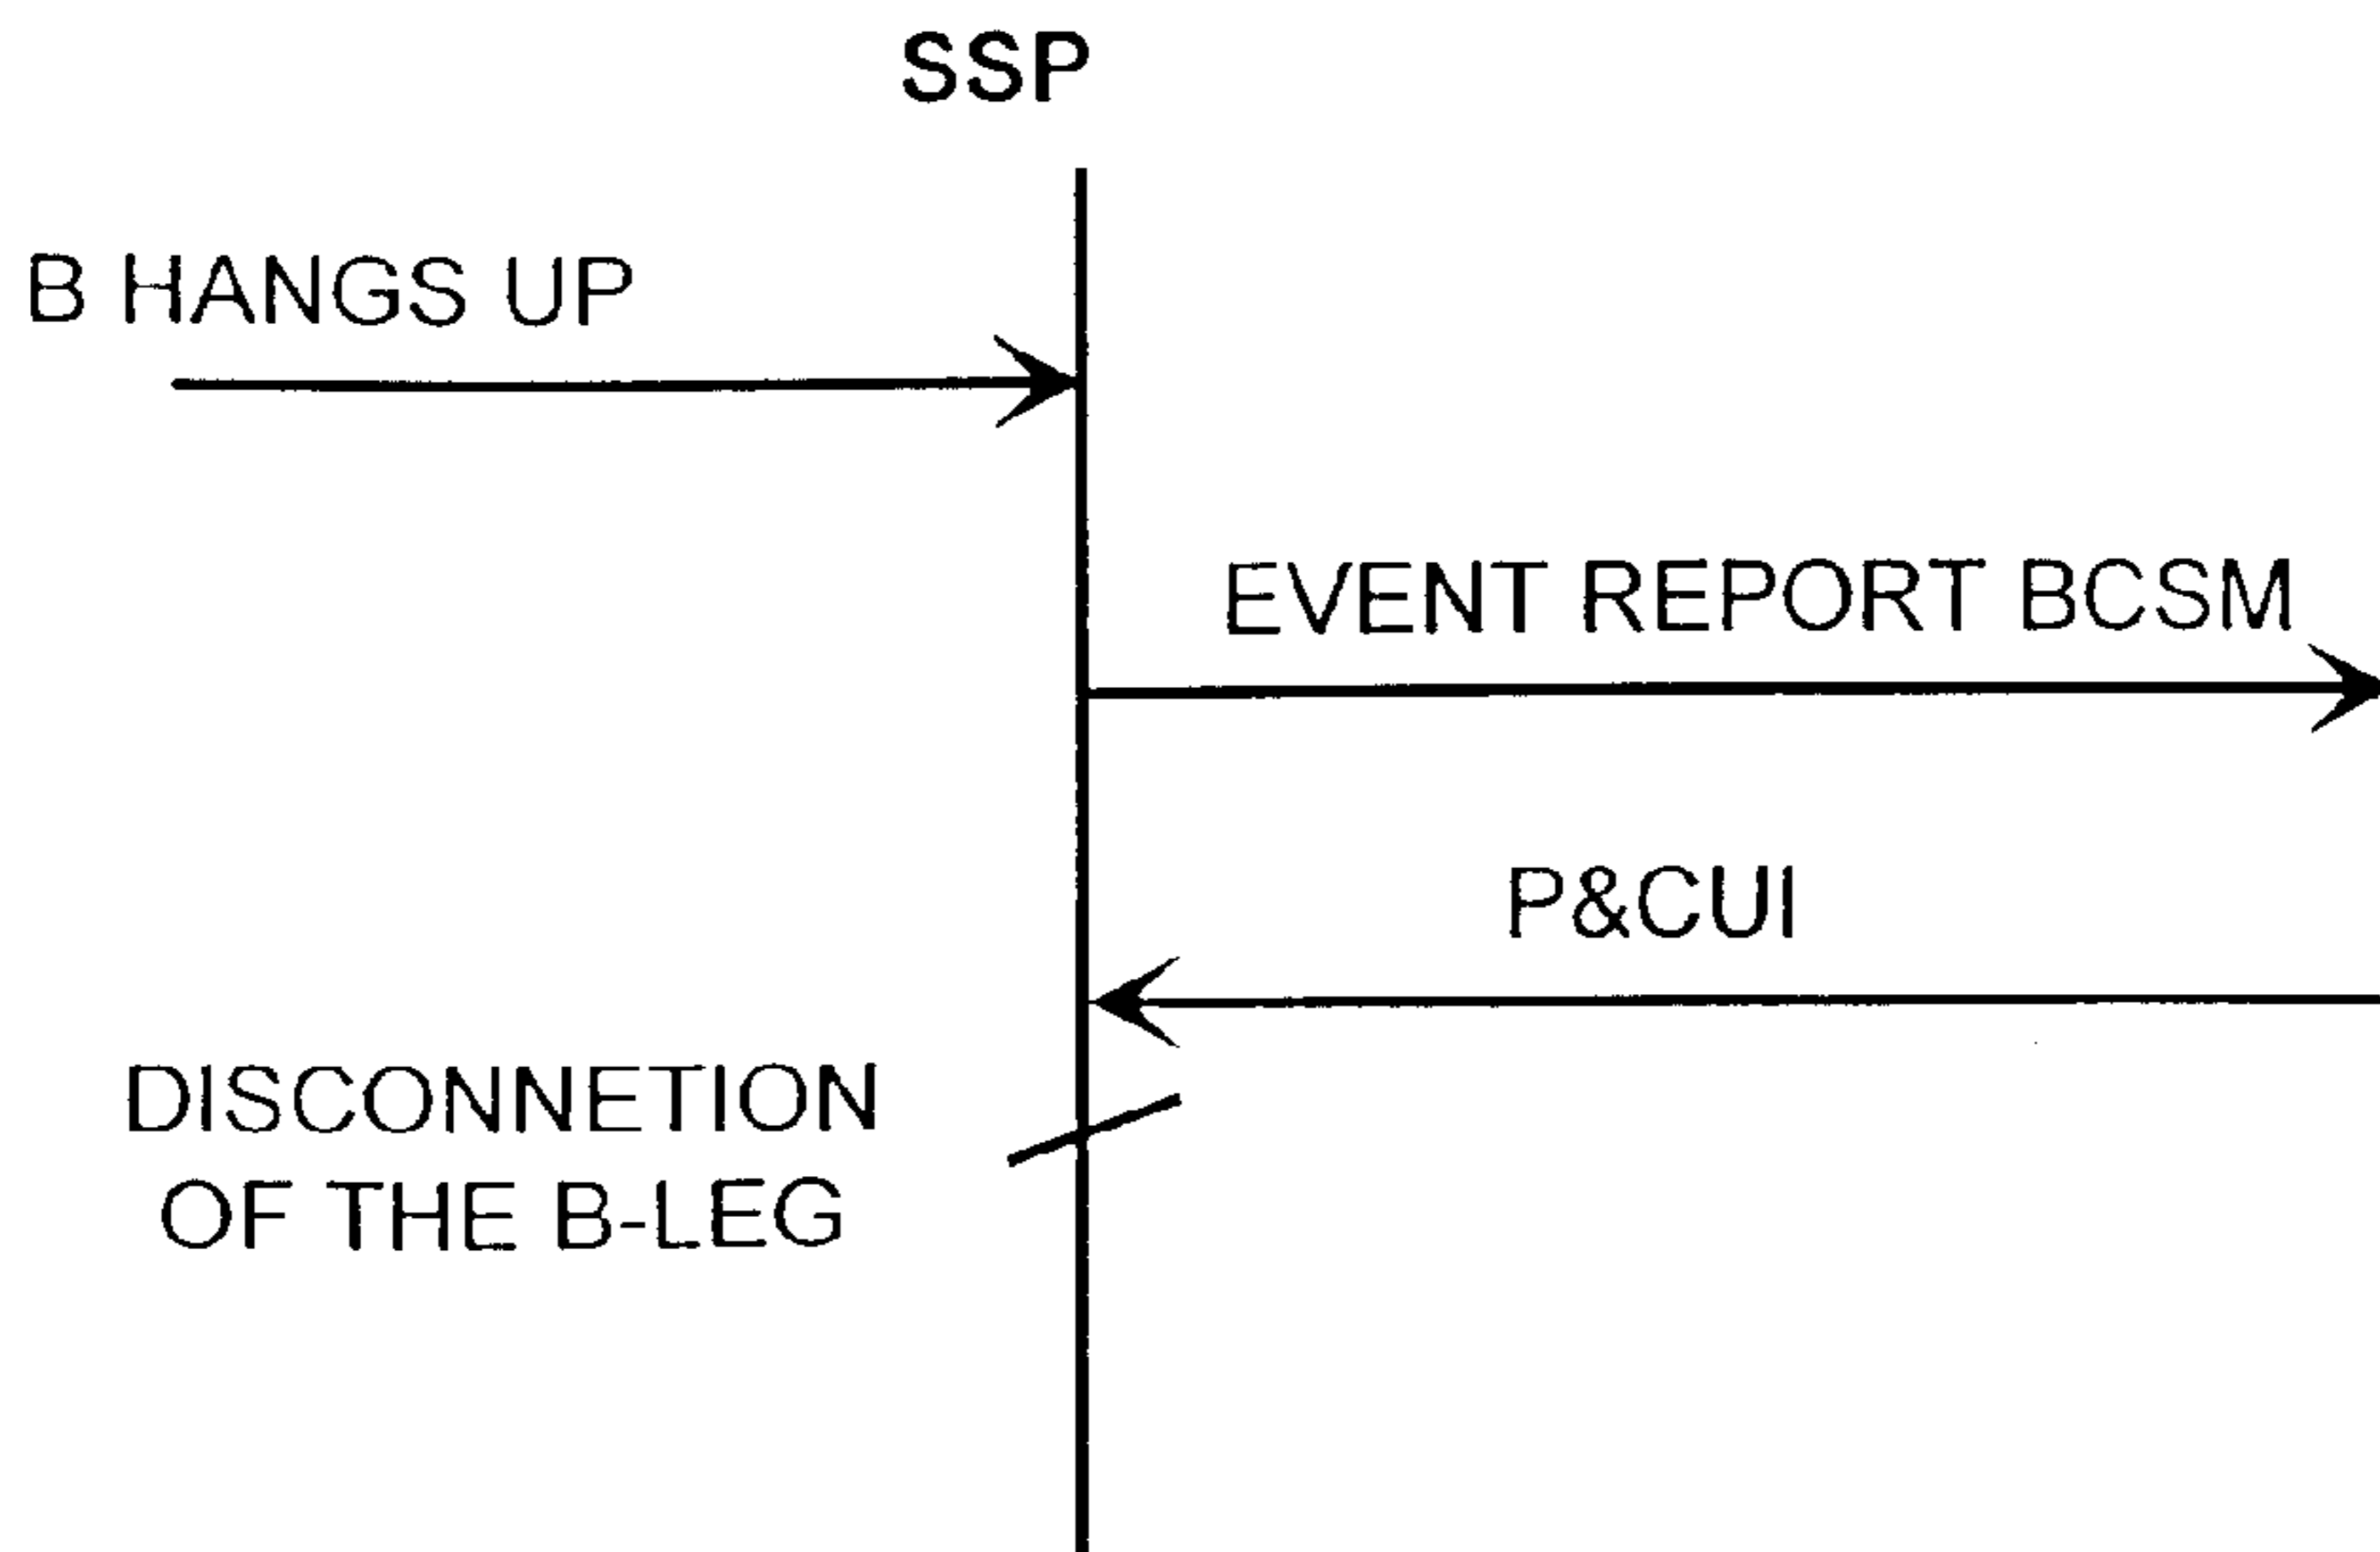 SSP
B HANGS UP
EVENT REPORT BCSM
P&CUI
DISCONNETION
OF THE B-LEG